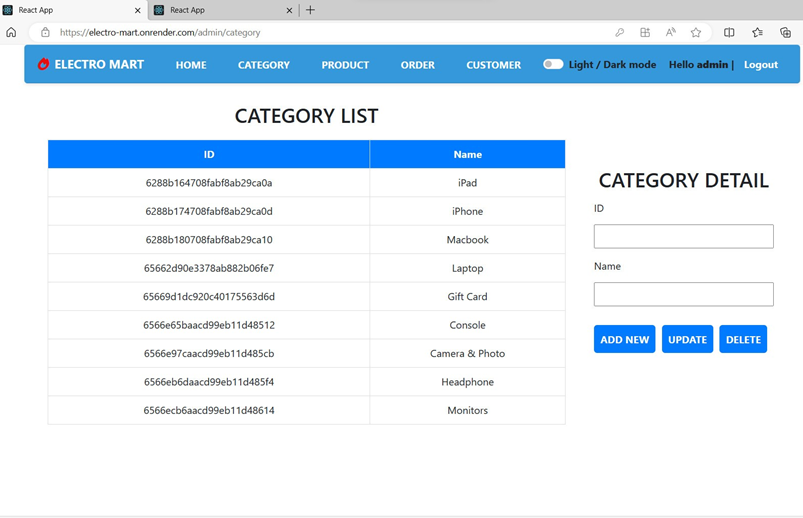 React App
React App
https://electro-mart.onrender.com/admin/category
ELECTRO MART HOME CATEGORY PRODUCT ORDER CUSTOMER Light / Dark mode Hello admin | Logout
CATEGORY LIST
ID Name
6288b164708fabf8ab29ca0a iPad
6288b174708fabf8ab29ca0d iPhone
6288b180708fabf8ab29ca10 Macbook
65662d90e3378ab882b06fe7 Laptop
65669d1dc920c40175563d6d Gift Card
6566e65baacd99eb11d48512 Console
6566e97caacd99eb11d485cb Camera & Photo
6566eb6daacd99eb11d485f4 Headphone
6566ecb6aacd99eb11d48614 Monitors
CATEGORY DETAIL
ID
Name
ADD NEW UPDATE DELETE